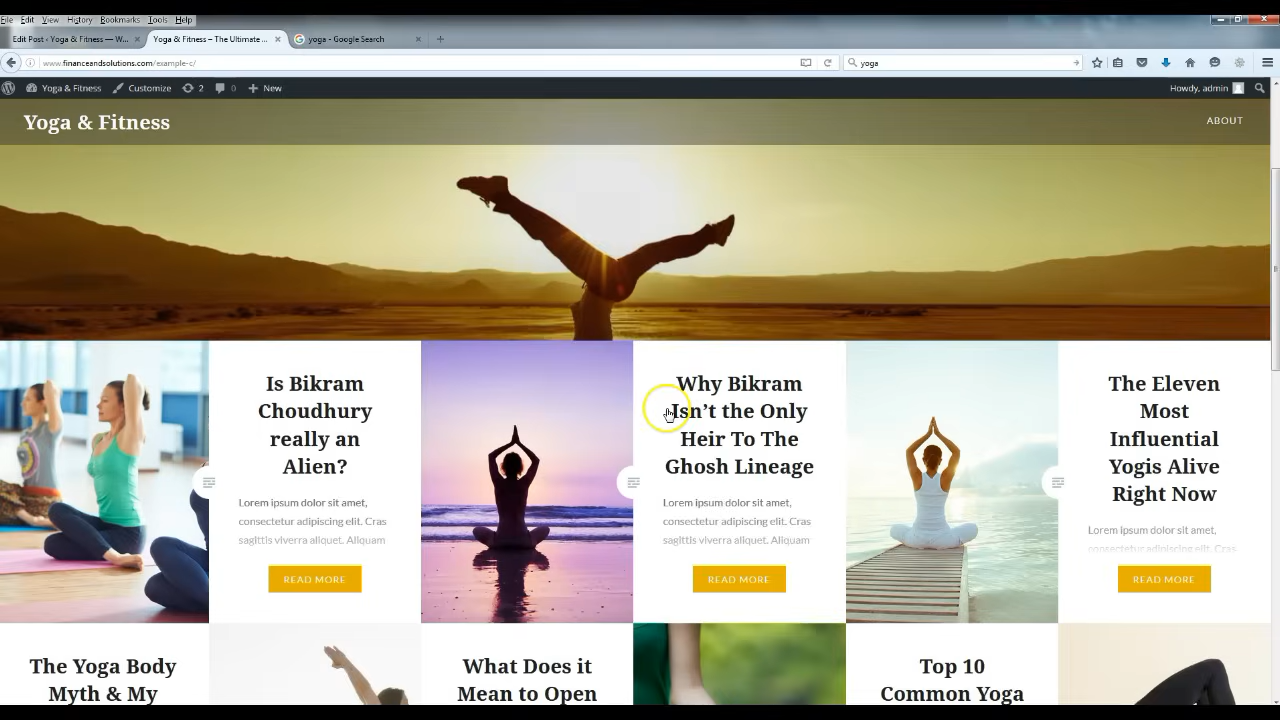 File Edit View History Bookmarks Tools Help
Edit Post ‹ Yoga & Fitness — W...
Yoga & Fitness – The Ultimate ...
yoga - Google Search
www.financeandsolutions.com/example-c/
yoga
Yoga & Fitness
Customize
2
0
New
Howdy, admin
Yoga & Fitness
ABOUT
Is Bikram
Choudhury
really an
Alien?
Lorem ipsum dolor sit amet,
consectetur adipiscing elit. Cras
sagittis viverra aliquet. Aliquam
READ MORE
Why Bikram
Isn’t the Only
Heir To The
Ghosh Lineage
Lorem ipsum dolor sit amet,
consectetur adipiscing elit. Cras
sagittis viverra aliquet. Aliquam
READ MORE
The Eleven
Most
Influential
Yogis Alive
Right Now
Lorem ipsum dolor sit amet,
consectetur adipiscing elit. Cras
READ MORE
The Yoga Body
Myth & My
What Does it
Mean to Open
Top 10
Common Yoga